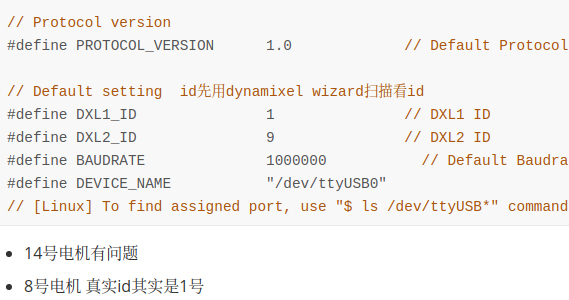 // Protocol version
#define PROTOCOL_VERSION      1.0             // Default Protocol
// Default setting  id先用dynamixel wizard扫描看id
#define DXL1_ID               1               // DXL1 ID
#define DXL2_ID               9               // DXL2 ID
#define BAUDRATE              1000000           // Default Baudra
#define DEVICE_NAME           "/dev/ttyUSB0"
// [Linux] To find assigned port, use "$ ls /dev/ttyUSB*" command
• 14号电机有问题
• 8号电机 真实id其实是1号